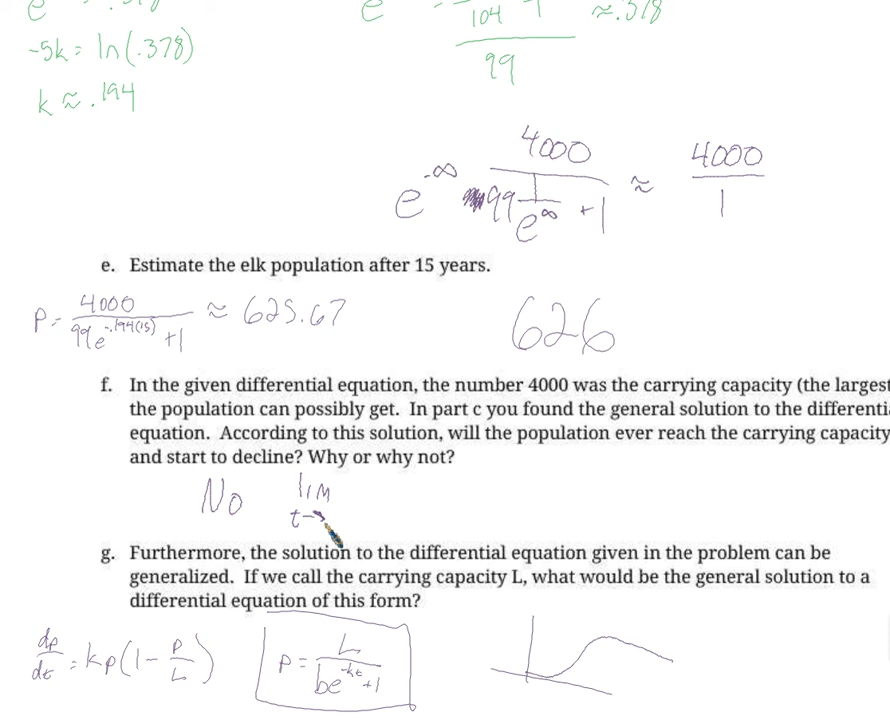 -5k = ln(.378)
k ≈ .194
104
≈ .378
99
e^-∞ 4000 / (99 1/e^∞ + 1) ≈ 4000/1
e. Estimate the elk population after 15 years.
P = 4000 / (99e^-.194(15) + 1) ≈ 625.67 626
f. In the given differential equation, the number 4000 was the carrying capacity (the largest
the population can possibly get. In part c you found the general solution to the differenti
equation. According to this solution, will the population ever reach the carrying capacity
and start to decline? Why or why not?
No lim t→
g. Furthermore, the solution to the differential equation given in the problem can be
generalized. If we call the carrying capacity L, what would be the general solution to a
differential equation of this form?
dp/dt = kp(1 - p/L) P = L / (be^-kt + 1)